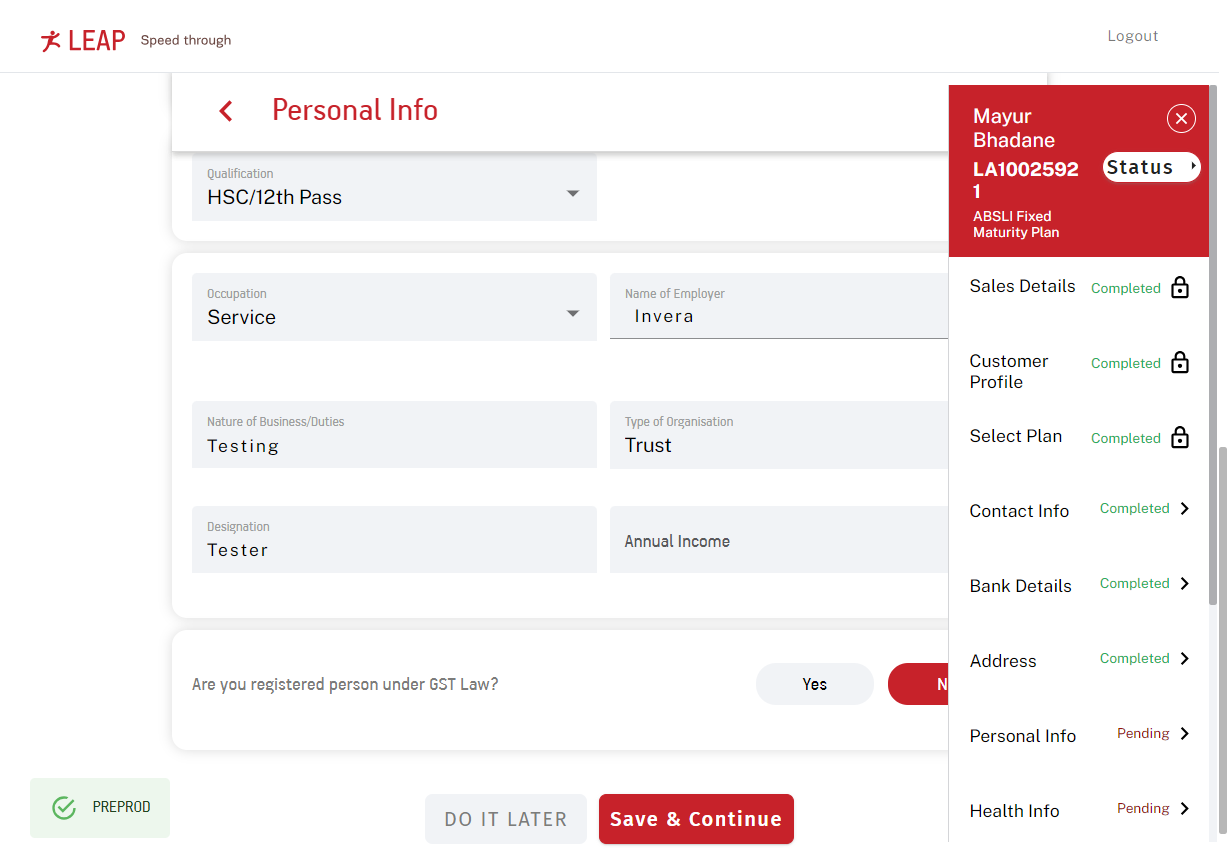 LEAP Speed through
Logout
Personal Info
Qualification
HSC/12th Pass
Occupation
Service
Name of Employer
Invera
Nature of Business/Duties
Testing
Type of Organisation
Trust
Designation
Tester
Annual Income
Are you registered person under GST Law?
Yes
N
PREPROD
DO IT LATER
Save & Continue
Mayur
Bhadane
LA1002592
1
ABSLI Fixed
Maturity Plan
Status
Sales Details Completed
Customer
Profile
Completed
Select Plan Completed
Contact Info Completed
Bank Details Completed
Address Completed
Personal Info Pending
Health Info Pending